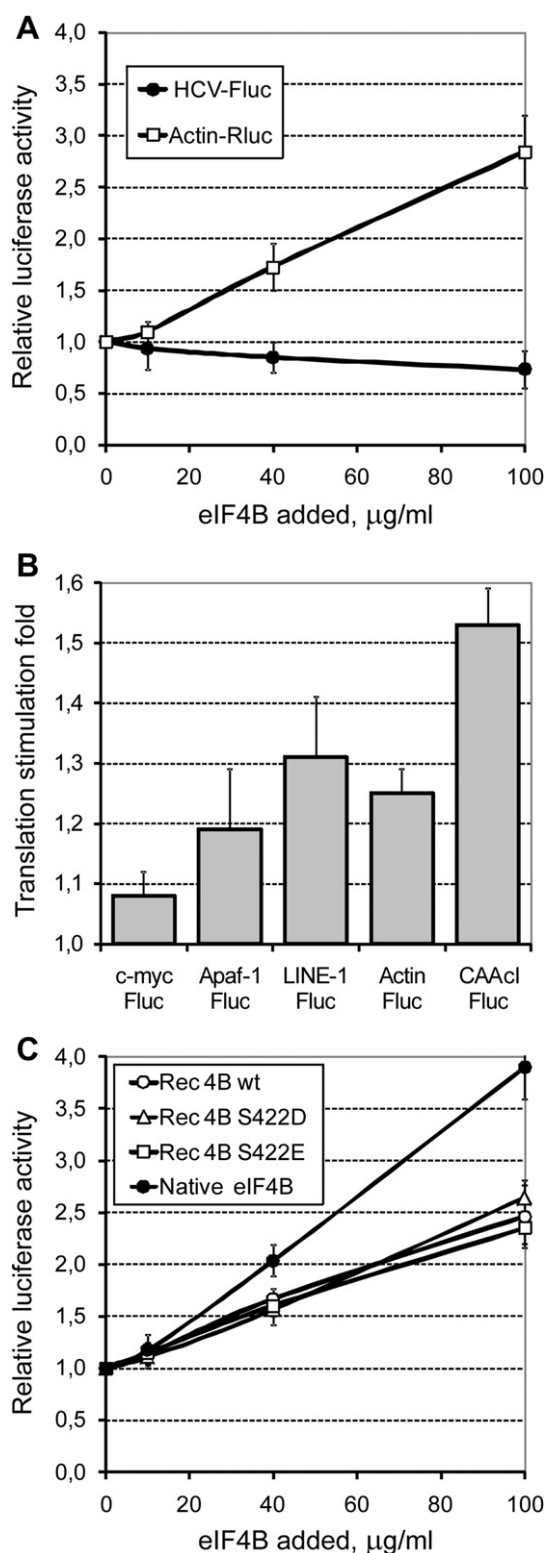 A
4,0
3,5
3,0
2,5
2,0
1,5
1,0
0,5
0,0
Relative luciferase activity
HCV-Fluc
Actin-Rluc
0 20 40 60 80 100
eIF4B added, μg/ml
B
1,6
1,5
1,4
1,3
1,2
1,1
1,0
Translation stimulation fold
c-myc Apaf-1 LINE-1 Actin CAAcl
Fluc Fluc Fluc Fluc Fluc
C
4,0
3,5
3,0
2,5
2,0
1,5
1,0
0,5
0,0
Relative luciferase activity
Rec 4B wt
Rec 4B S422D
Rec 4B S422E
Native eIF4B
0 20 40 60 80 100
eIF4B added, μg/ml